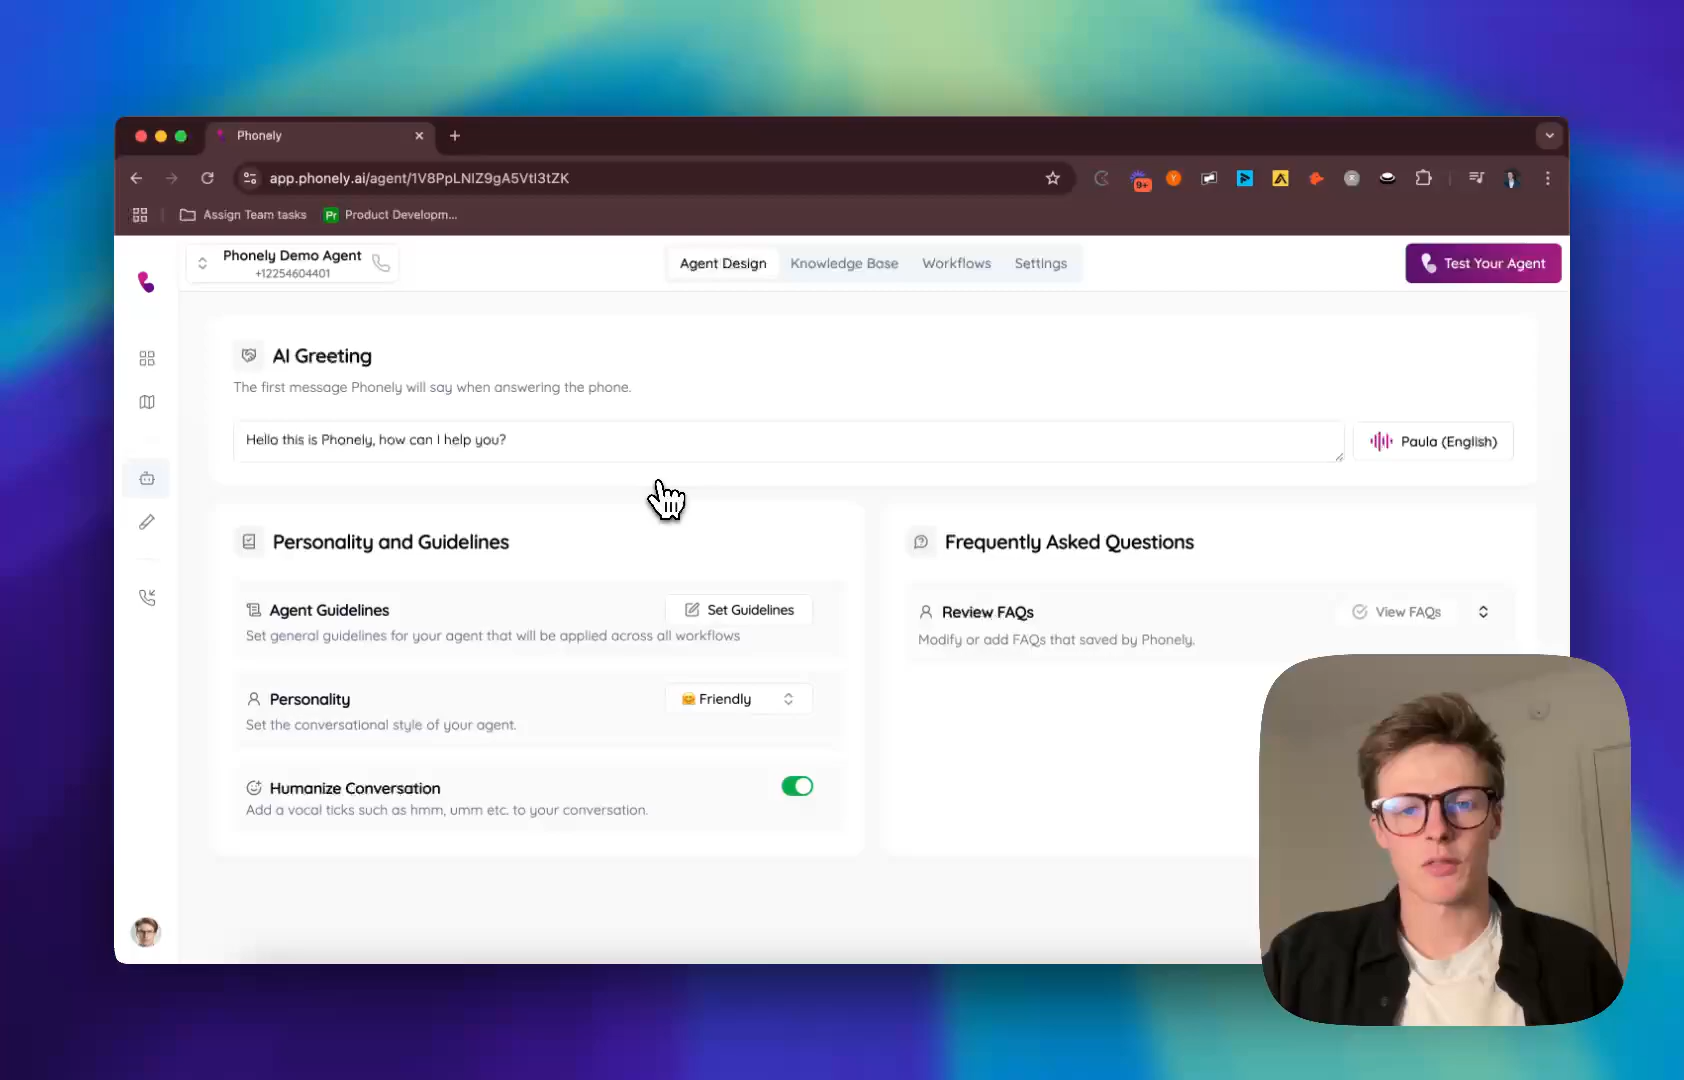 Phonely
app.phonely.ai/agent/1V8PpLNIZ9gA5Vtl3tZK
9+
Assign Team tasks
Pr Product Developm...
Phonely Demo Agent
+12254604401
Agent Design
Knowledge Base
Workflows
Settings
Test Your Agent
AI Greeting
The first message Phonely will say when answering the phone.
Hello this is Phonely, how can I help you?
Paula (English)
Personality and Guidelines
Agent Guidelines
Set Guidelines
Set general guidelines for your agent that will be applied across all workflows
Personality
Friendly
Set the conversational style of your agent.
Humanize Conversation
Add a vocal ticks such as hmm, umm etc. to your conversation.
Frequently Asked Questions
Review FAQs
View FAQs
Modify or add FAQs that saved by Phonely.